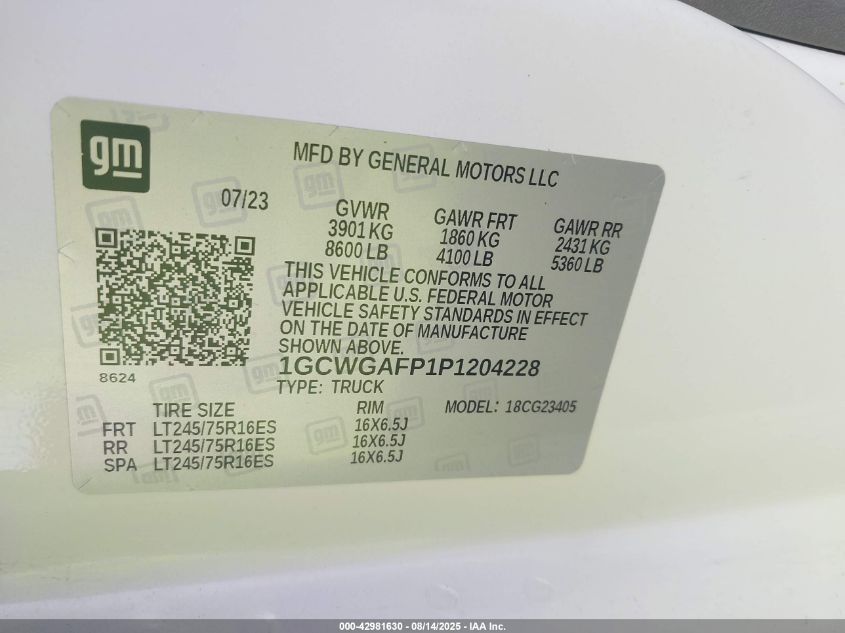 gm
MFD BY GENERAL MOTORS LLC
07/23
GVWR
3901 KG
8600 LB
GAWR FRT
1860 KG
4100 LB
GAWR RR
2431 KG
5360 LB
THIS VEHICLE CONFORMS TO ALL
APPLICABLE U.S. FEDERAL MOTOR
VEHICLE SAFETY STANDARDS IN EFFECT
ON THE DATE OF MANUFACTURE
SHOWN ABOVE.
8624
1GCWGAFP1P1204228
TYPE: TRUCK
TIRE SIZE RIM MODEL: 18CG23405
FRT LT245/75R16ES 16X6.5J
RR LT245/75R16ES 16X6.5J
SPA LT245/75R16ES 16X6.5J
000-42981630 - 08/14/2025 - IAA Inc.